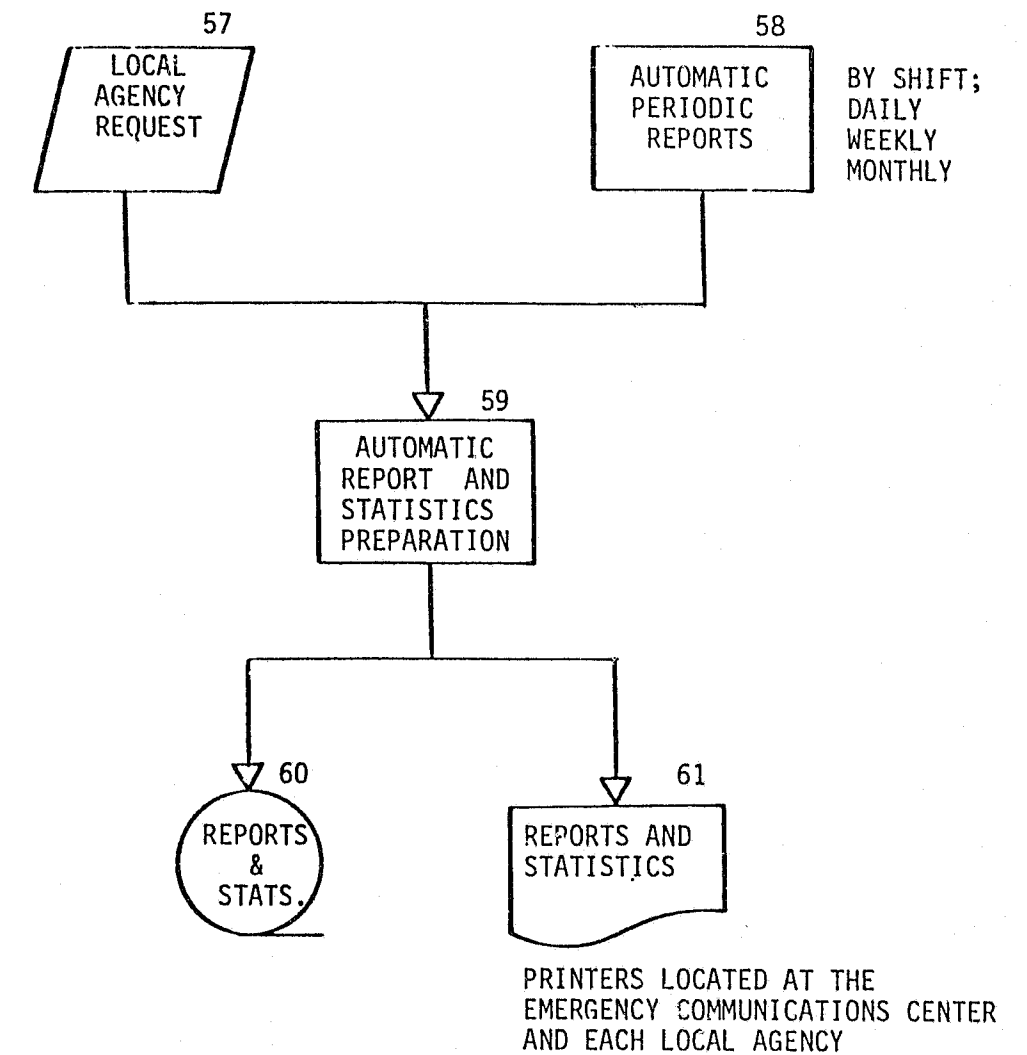 57
LOCAL
AGENCY
REQUEST
58
AUTOMATIC
PERIODIC
REPORTS
BY SHIFT;
DAILY
WEEKLY
MONTHLY
59
AUTOMATIC
REPORT AND
STATISTICS
PREPARATION
60
REPORTS
&
STATS.
61
REPORTS AND
STATISTICS
PRINTERS LOCATED AT THE
EMERGENCY COMMUNICATIONS CENTER
AND EACH LOCAL AGENCY